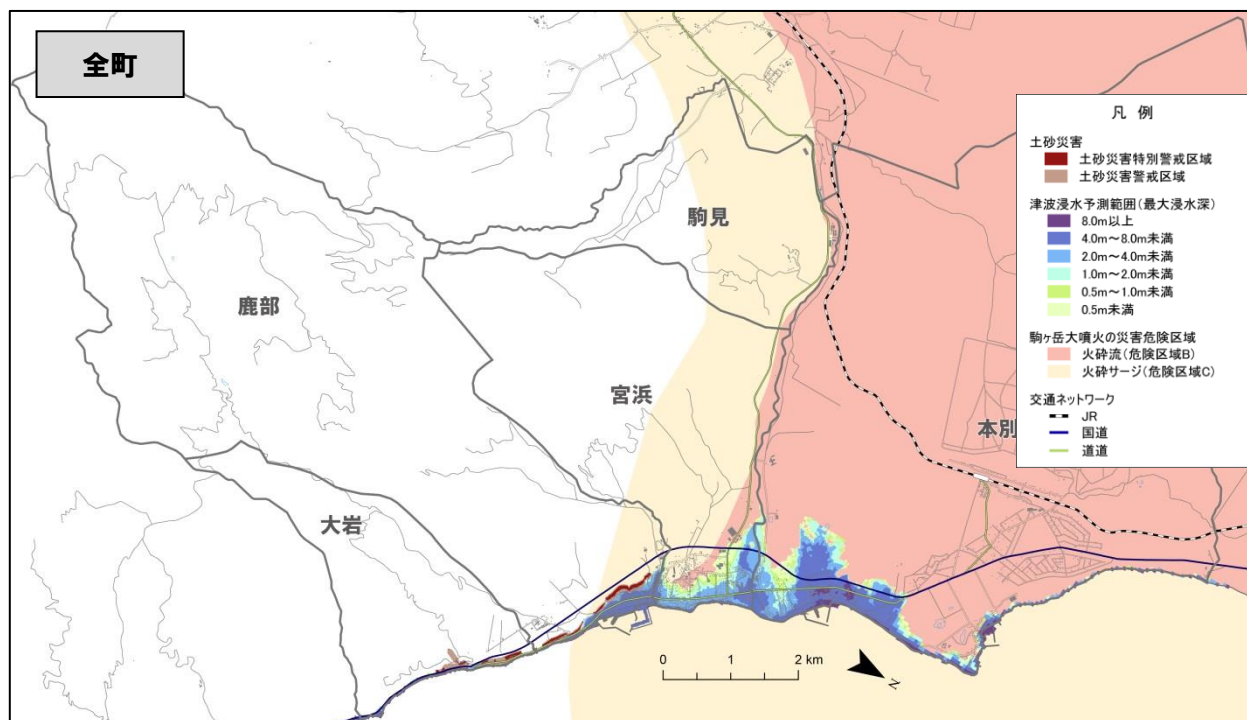 全町
凡 例
土砂災害
土砂災害特別警戒区域
土砂災害警戒区域
津波浸水予測範囲(最大浸水深)
8.0m以上
4.0m～8.0m未満
2.0m～4.0m未満
1.0m～2.0m未満
0.5m～1.0m未満
0.5m未満
駒ヶ岳大噴火の災害危険区域
火砕流(危険区域B)
火砕サージ(危険区域C)
交通ネットワーク
JR
国道
道道
駒見
鹿部
宮浜
本別
大岩
0 1 2 km
N